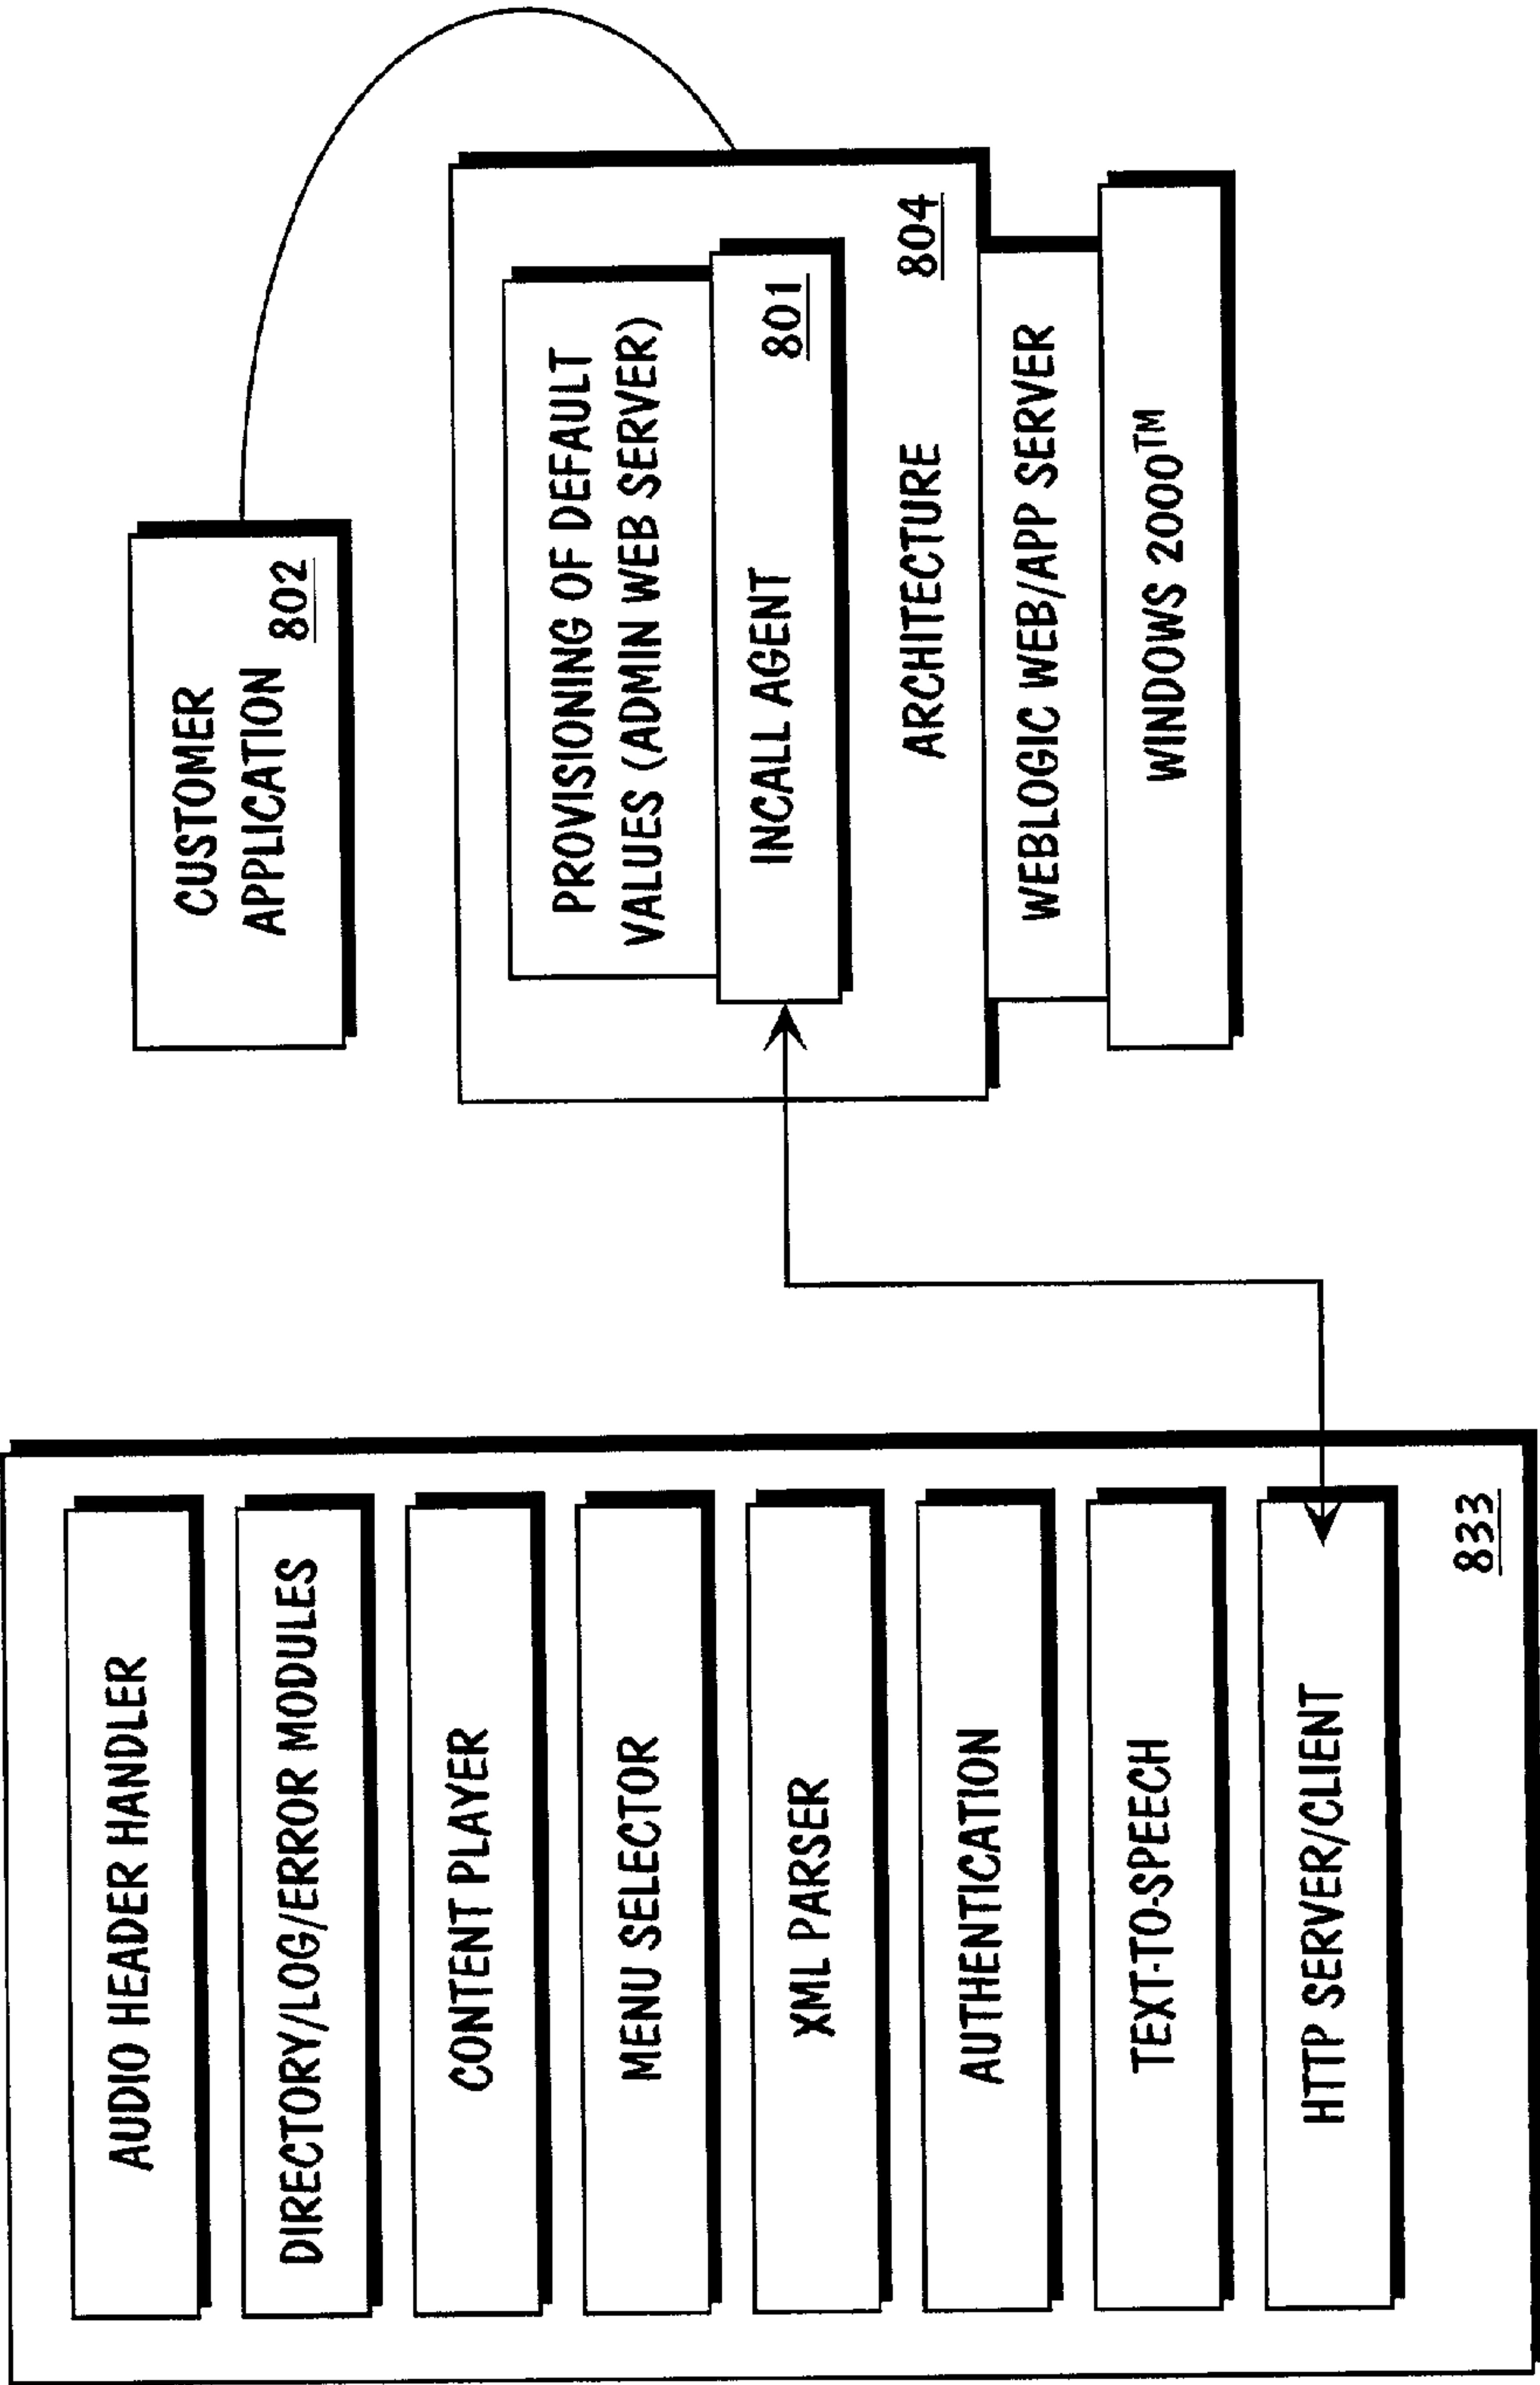 AUDIO HEADER HANDLER
DIRECTORY/LOG/ERROR MODULES
CONTENT PLAYER
MENU SELECTOR
XML PARSER
AUTHENTICATION
TEXT-TO-SPEECH
HTTP SERVER/CLIENT
833
CUSTOMER
APPLICATION
802
PROVISIONING OF DEFAULT
VALUES (ADMIN WEB SERVER)
INCALL AGENT
801
ARCHITECTURE
804
WEBLOGIC WEB/APP SERVER
WINDOWS 2000™